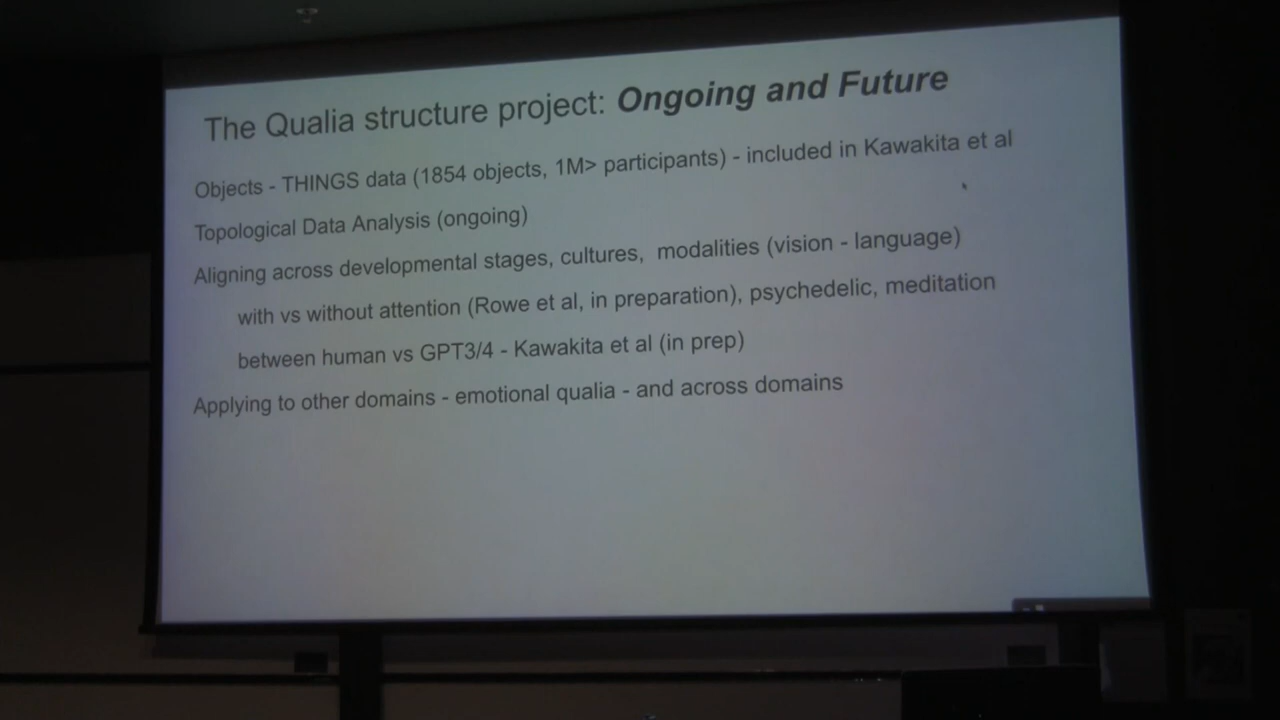 The Qualia structure project: Ongoing and Future
Objects - THINGS data (1854 objects, 1M> participants) - included in Kawakita et al
Topological Data Analysis (ongoing)
Aligning across developmental stages, cultures, modalities (vision - language)
with vs without attention (Rowe et al, in preparation), psychedelic, meditation
between human vs GPT3/4 - Kawakita et al (in prep)
Applying to other domains - emotional qualia - and across domains